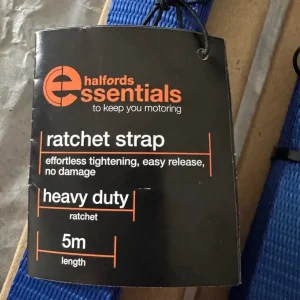 halfords
essentials
to keep you motoring
ratchet strap
effortless tightening, easy release,
no damage
heavy duty
ratchet
5m
length